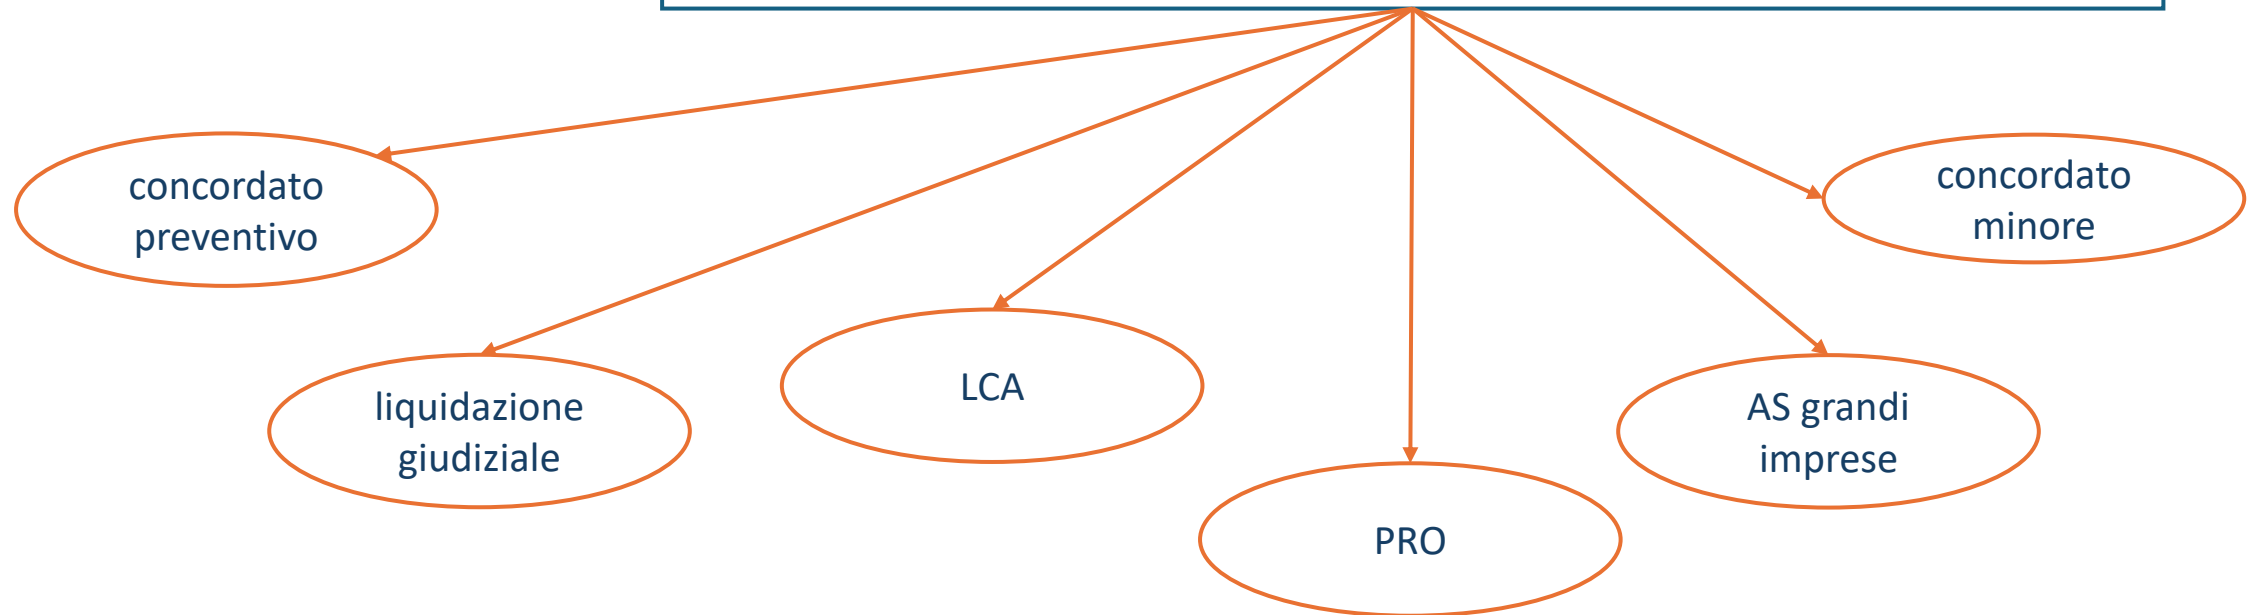 concordato
preventivo
liquidazione
giudiziale
LCA
PRO
AS grandi
imprese
concordato
minore